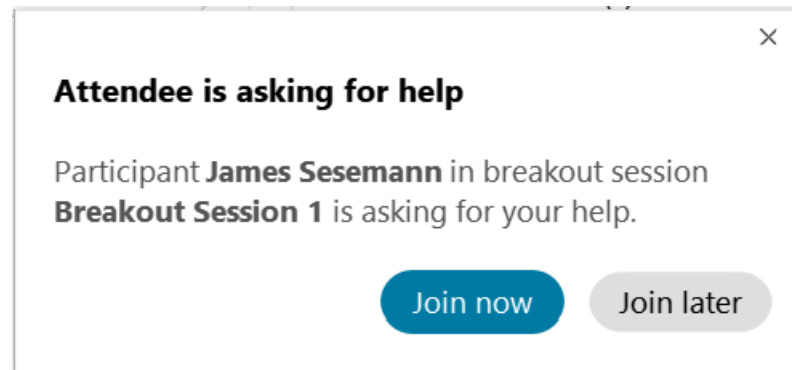 Attendee is asking for help
Participant James Sesemann in breakout session
Breakout Session 1 is asking for your help.
Join now
Join later